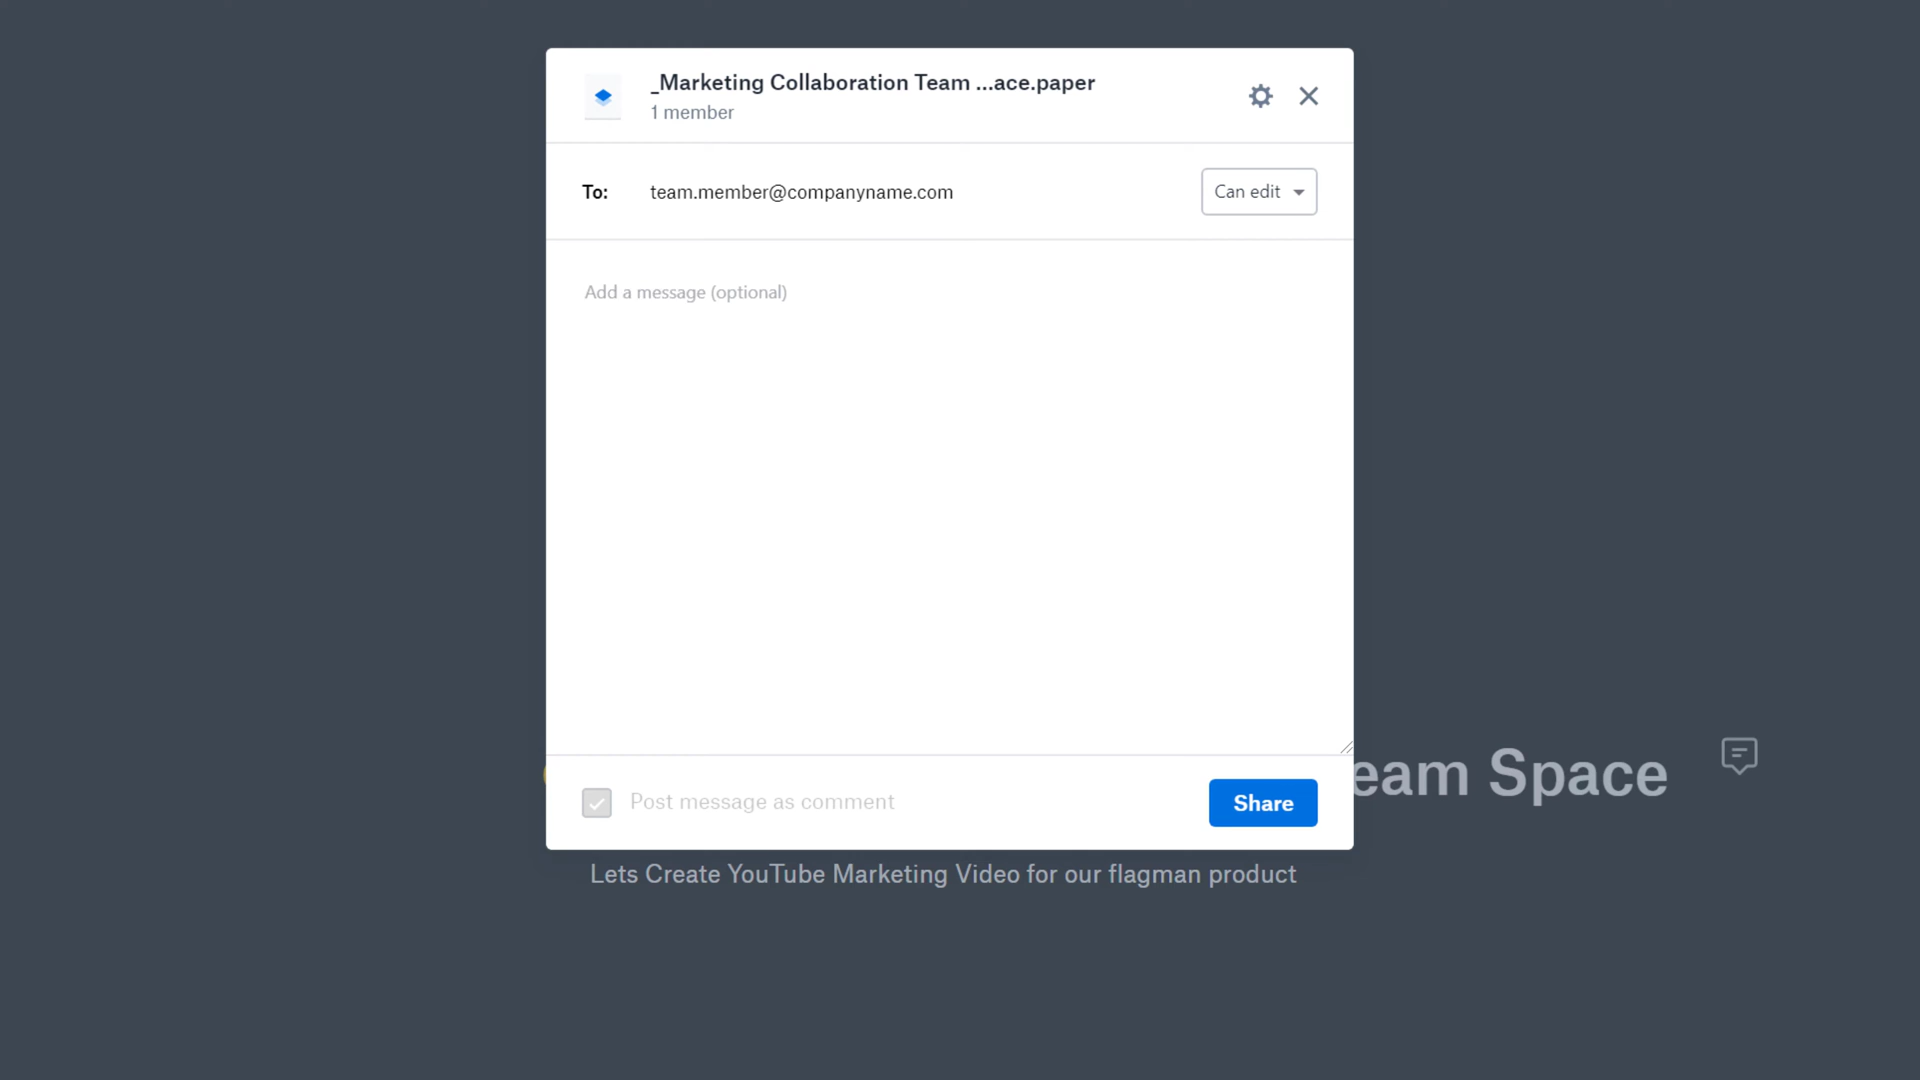 _Marketing Collaboration Team ...ace.paper
1 member
To: team.member@companyname.com Can edit
Add a message (optional)
eam Space
Post message as comment Share
Lets Create YouTube Marketing Video for our flagman product